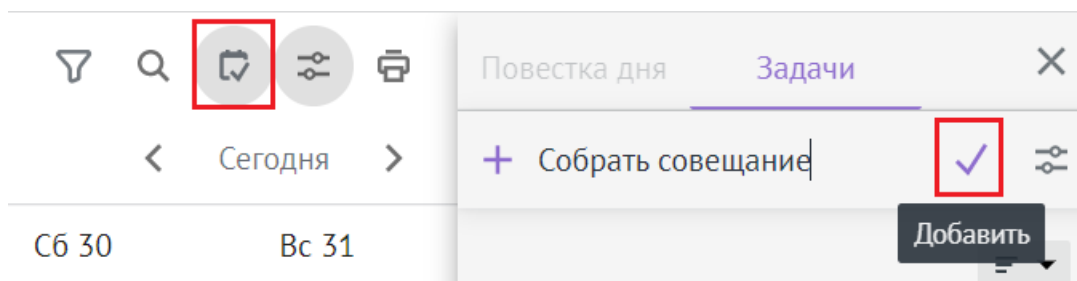 Повестка дня Задачи
Сегодня
Собрать совещание
Добавить
Сб 30 Вс 31